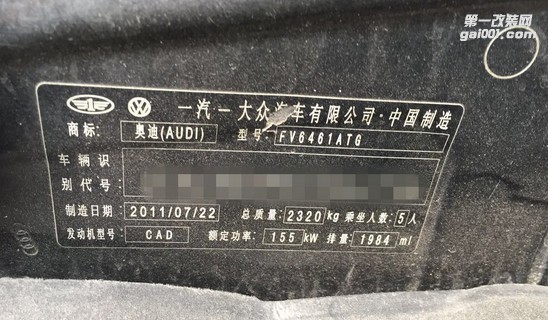 第一改装网
gai001.com
一汽一大众汽车有限公司·中国制造
商标: 奥迪(AUDI) 型号: FV6461ATG
车辆识
别代号
制造日期 2011/07/22 总质量 2320 kg 乘坐人数: 5人
发动机型号 CAD 额定功率: 155 kW 排量: 1984 ml